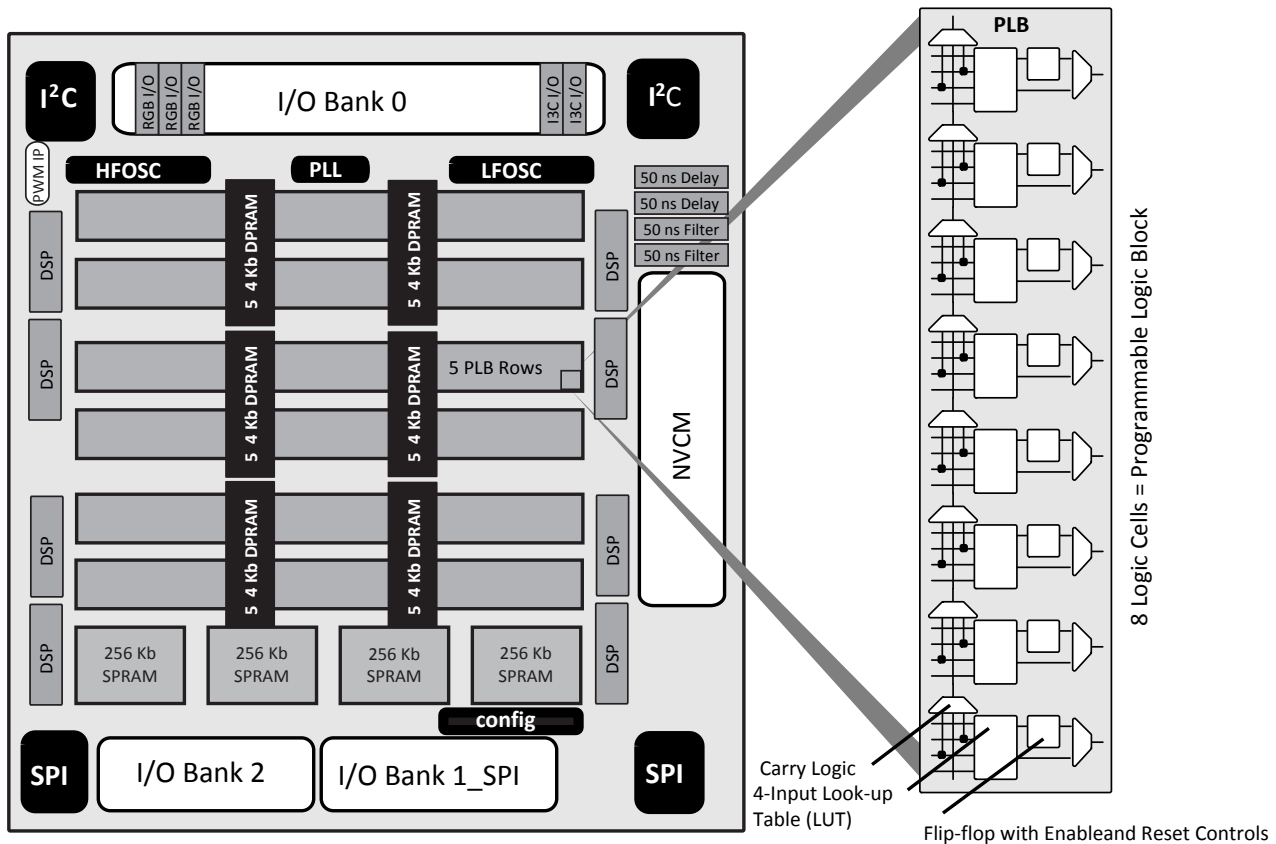 PLB
I²C
RGB I/O
RGB I/O
RGB I/O
I/O Bank 0
I3C I/O
I3C I/O
I²C
PWM IP
HFOSC
PLL
LFOSC
50 ns Delay
50 ns Delay
50 ns Filter
50 ns Filter
DSP
5 4 Kb DPRAM
5 4 Kb DPRAM
DSP
DSP
5 4 Kb DPRAM
5 4 Kb DPRAM
5 PLB Rows
DSP
NVCM
DSP
5 4 Kb DPRAM
5 4 Kb DPRAM
DSP
DSP
256 Kb
SPRAM
256 Kb
SPRAM
256 Kb
SPRAM
256 Kb
SPRAM
DSP
config
SPI
I/O Bank 2
I/O Bank 1_SPI
SPI
8 Logic Cells = Programmable Logic Block
Carry Logic
4-Input Look-up
Table (LUT)
Flip-flop with Enableand Reset Controls